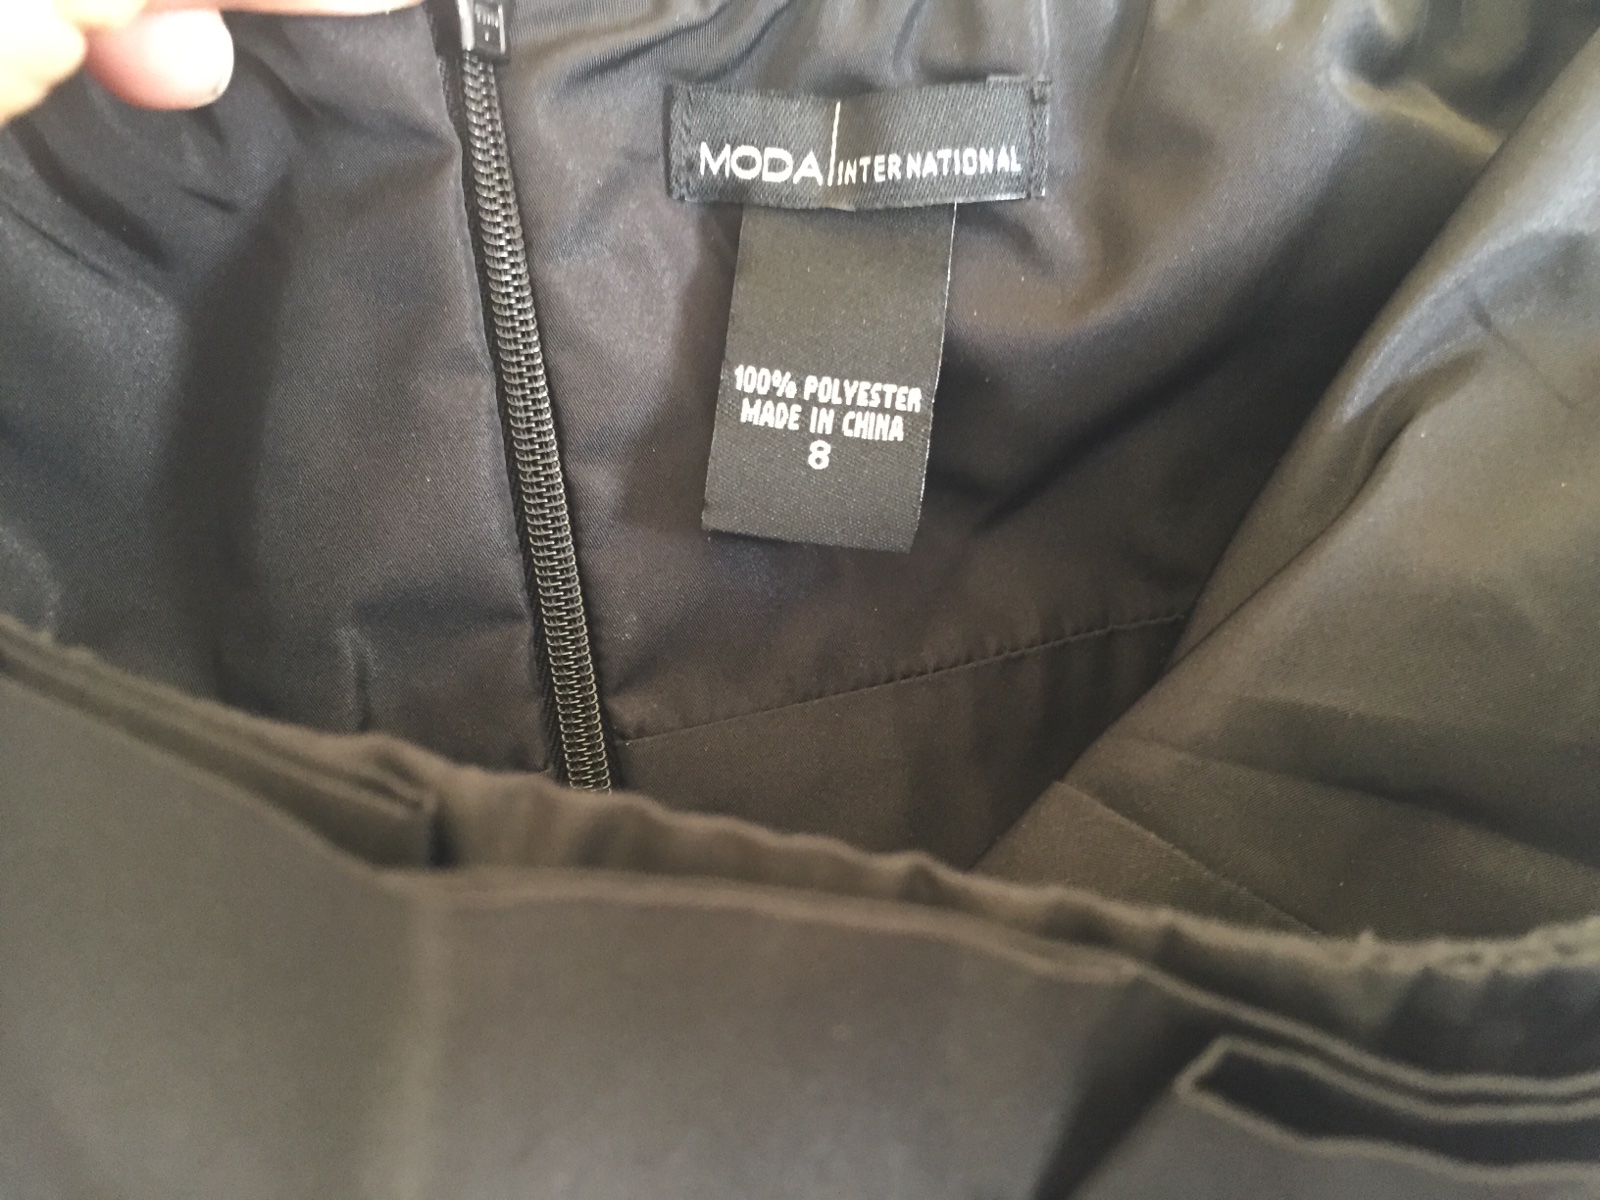 MODA INTERNATIONAL
100% POLYESTER
MADE IN CHINA
8